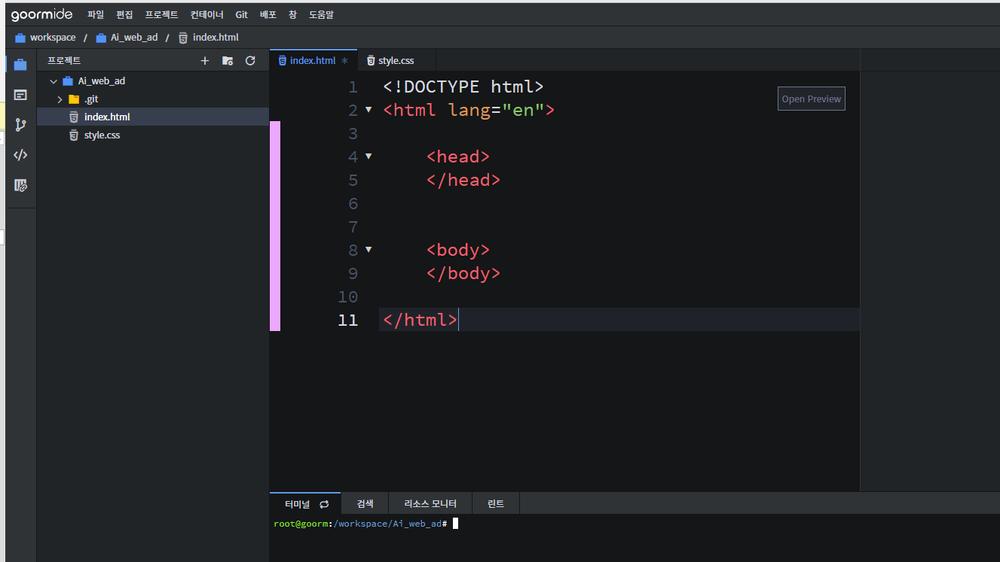 goormide 파일 편집 프로젝트 컨테이너 Git 배포 창 도움말
workspace / Ai_web_ad / index.html
프로젝트
Ai_web_ad
.git
index.html
style.css
index.html * style.css
Open Preview
1 <!DOCTYPE html>
2 <html lang="en">
3
4 <head>
5 </head>
6
7
8 <body>
9 </body>
10
11 </html>
터미널 검색 리소스 모니터 린트
root@goorm:/workspace/Ai_web_ad#